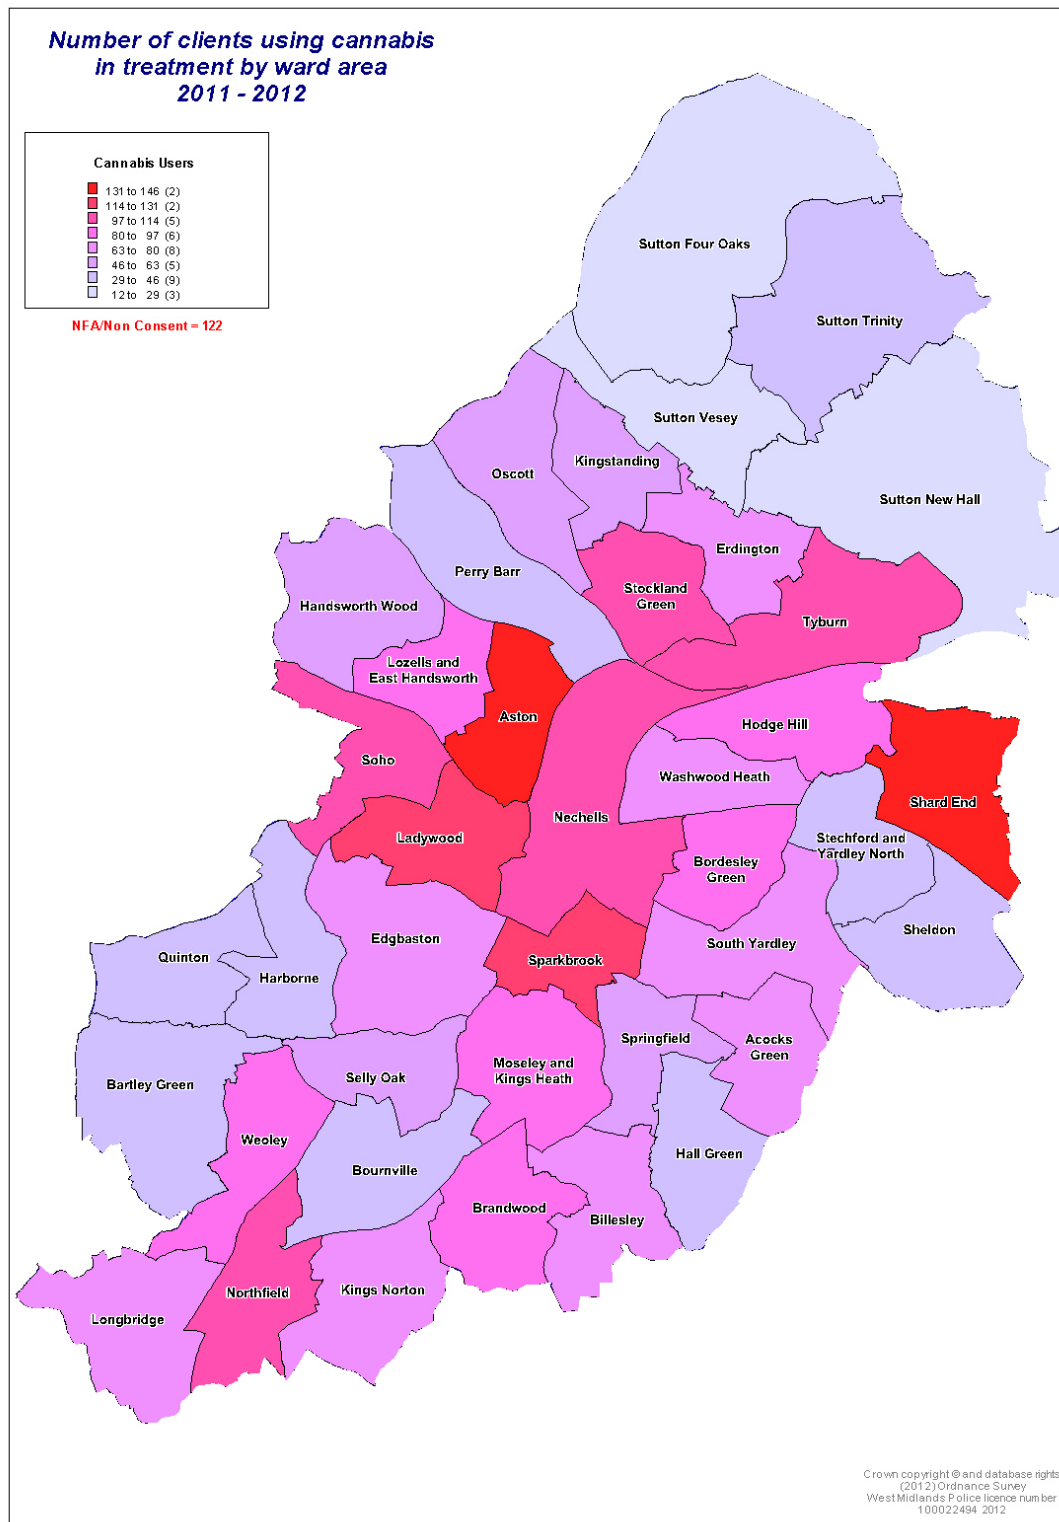 Number of clients using cannabis
in treatment by ward area
2011 - 2012
Cannabis Users
131 to 146 (2)
114 to 131 (2)
97 to 114 (5)
80 to 97 (6)
63 to 80 (8)
46 to 63 (5)
29 to 46 (9)
12 to 29 (3)
NFA/Non Consent = 122
Sutton Four Oaks
Sutton Trinity
Sutton Vesey
Kingstanding
Oscott
Sutton New Hall
Erdington
Perry Barr
Stockland
Green
Handsworth Wood
Tyburn
Lozells and
East Handsworth
Aston
Hodge Hill
Soho
Washwood Heath
Shard End
Nechells
Ladywood
Stechford and
Yardley North
Bordesley
Green
Sheldon
Edgbaston
South Yardley
Quinton
Sparkbrook
Harborne
Springfield
Acocks
Green
Moseley and
Kings Heath
Selly Oak
Bartley Green
Weoley
Hall Green
Bournville
Brandwood
Billesley
Kings Norton
Northfield
Longbridge
Crown copyright © and database rights
(2012) Ordnance Survey
West Midlands Police licence number
100022494 2012